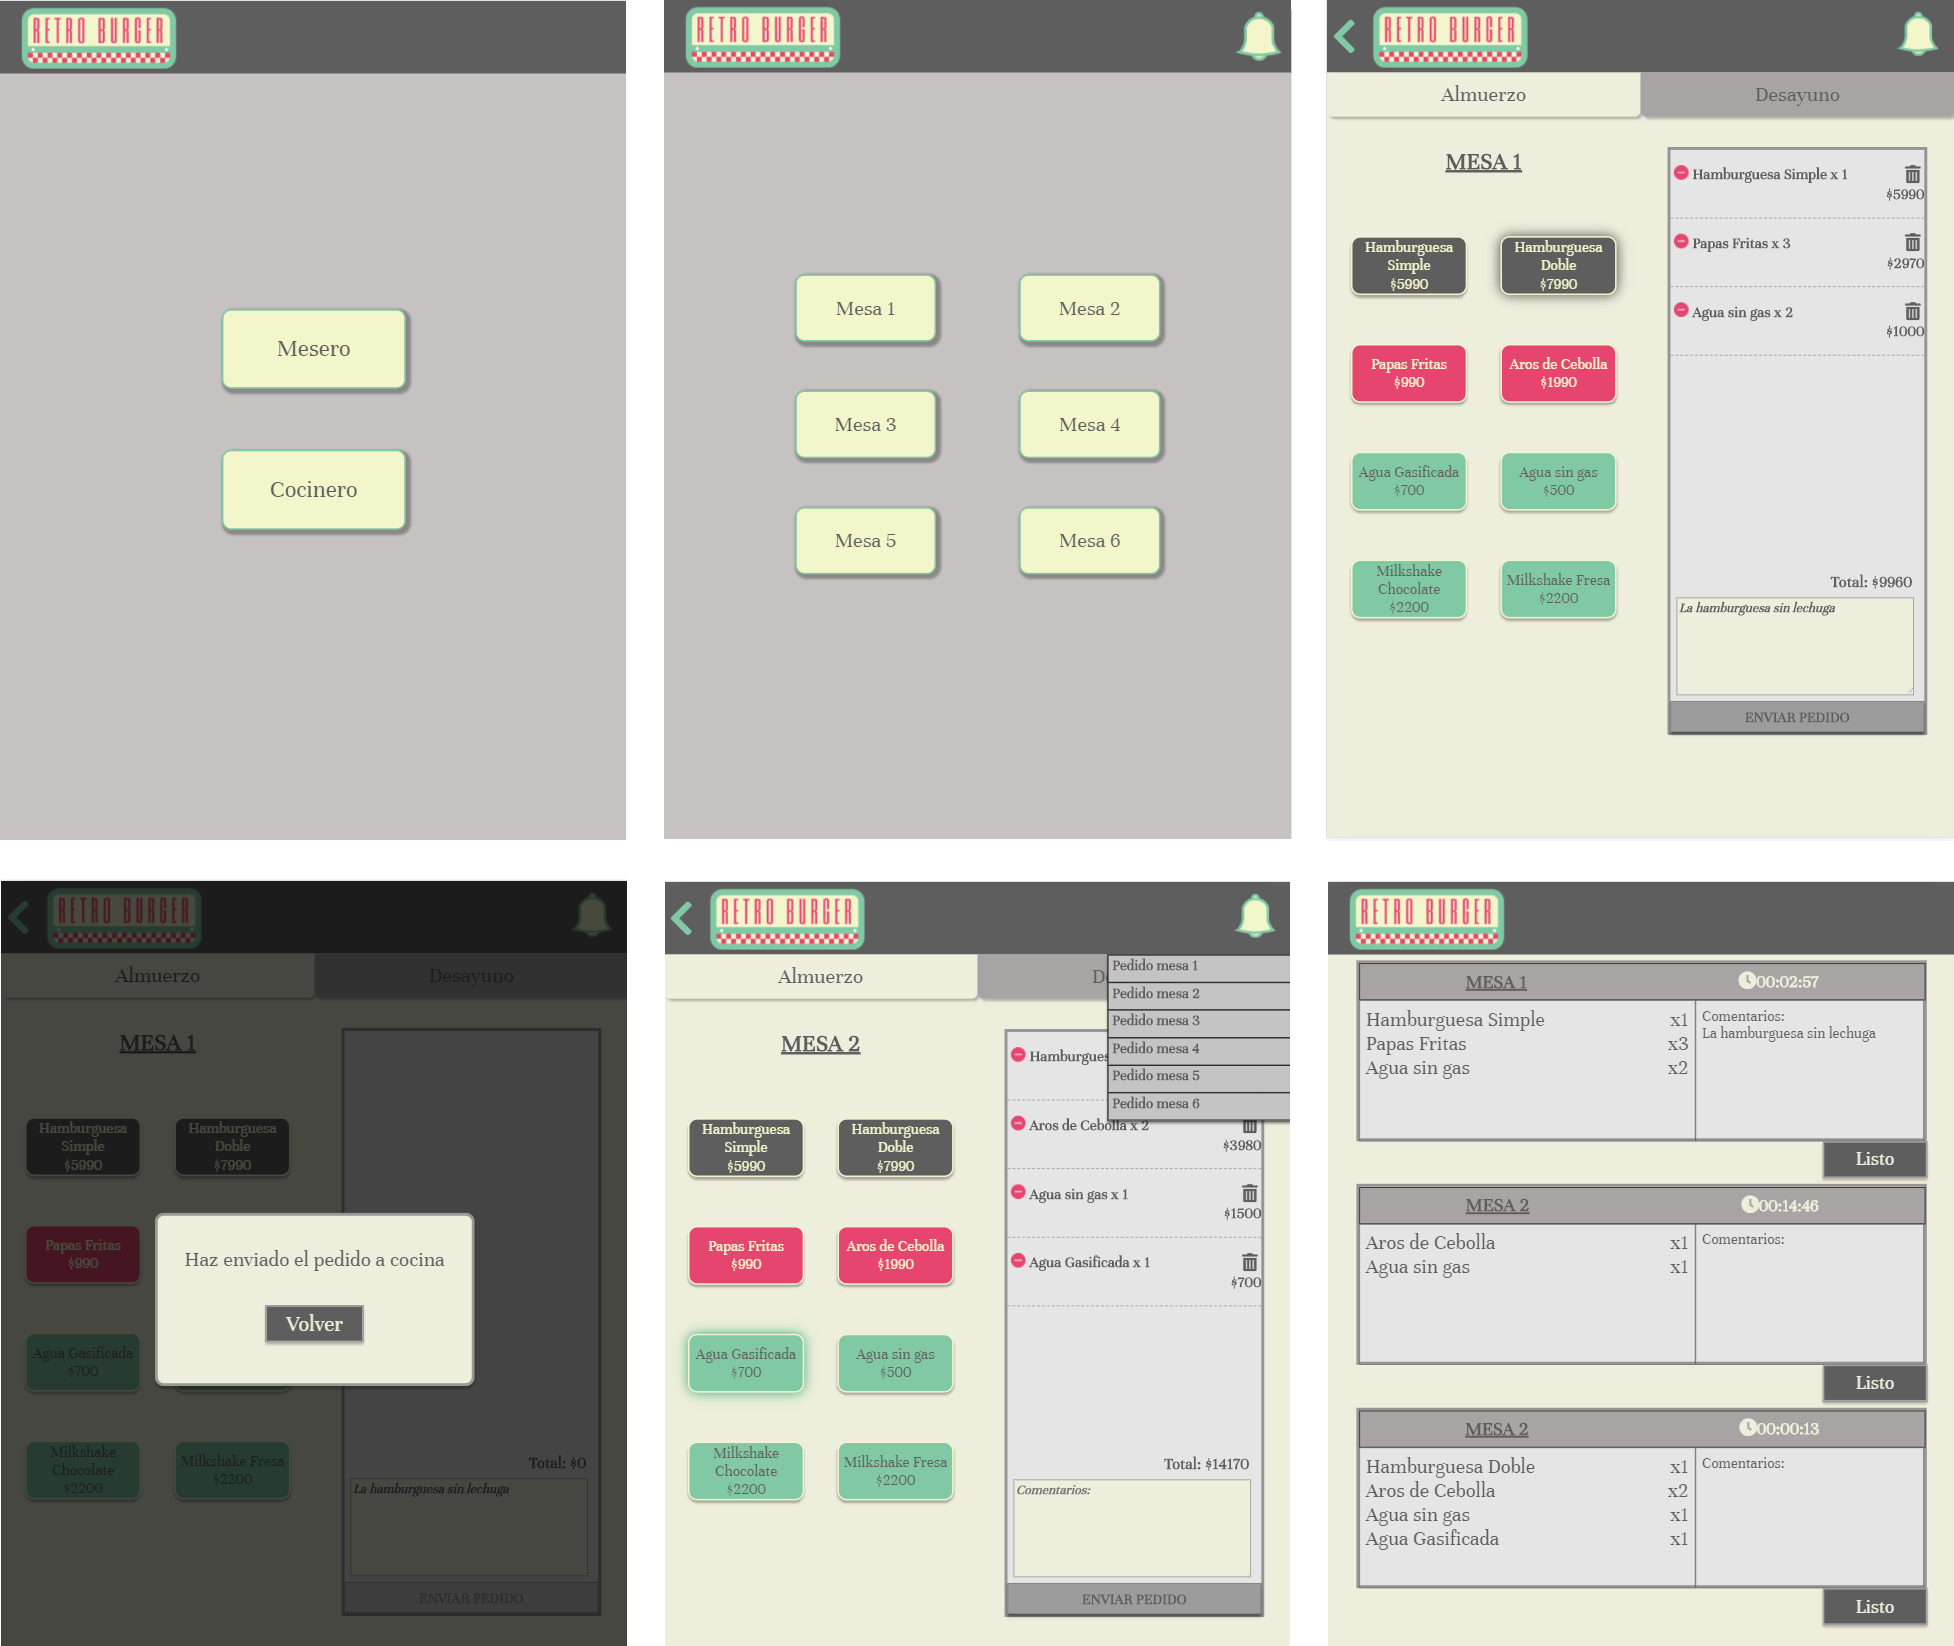 RETRO BURGER
Mesero
Cocinero
RETRO BURGER
Mesa 1
Mesa 2
Mesa 3
Mesa 4
Mesa 5
Mesa 6
RETRO BURGER
Almuerzo
Desayuno
MESA 1
Hamburguesa
Simple
$5990
Hamburguesa
Doble
$7990
Papas Fritas
$990
Aros de Cebolla
$1990
Agua Gasificada
$700
Agua sin gas
$500
Milkshake
Chocolate
$2200
Milkshake Fresa
$2200
Hamburguesa Simple x 1
$5990
Papas Fritas x 3
$2970
Agua sin gas x 2
$1000
Total: $9960
La hamburguesa sin lechuga
ENVIAR PEDIDO
RETRO BURGER
Almuerzo
Desayuno
MESA 1
Hamburguesa
Simple
$5990
Hamburguesa
Doble
$7990
Papas Fritas
$990
Agua Gasificada
$700
Milkshake
Chocolate
$2200
Milkshake Fresa
$2200
Haz enviado el pedido a cocina
Volver
Total: $0
La hamburguesa sin lechuga
ENVIAR PEDIDO
RETRO BURGER
Almuerzo
Pedido mesa 1
Pedido mesa 2
Pedido mesa 3
Pedido mesa 4
Pedido mesa 5
Pedido mesa 6
MESA 2
Hamburguesa
Simple
$5990
Hamburguesa
Doble
$7990
Papas Fritas
$990
Aros de Cebolla
$1990
Agua Gasificada
$700
Agua sin gas
$500
Milkshake
Chocolate
$2200
Milkshake Fresa
$2200
Hamburgues
Aros de Cebolla x 2
$3980
Agua sin gas x 1
$1500
Agua Gasificada x 1
$700
Total: $14170
Comentarios:
ENVIAR PEDIDO
RETRO BURGER
MESA 1 00:02:57
Hamburguesa Simple x1
Papas Fritas x3
Agua sin gas x2
Comentarios:
La hamburguesa sin lechuga
Listo
MESA 2 00:14:46
Aros de Cebolla x1
Agua sin gas x1
Comentarios:
Listo
MESA 2 00:00:13
Hamburguesa Doble x1
Aros de Cebolla x2
Agua sin gas x1
Agua Gasificada x1
Comentarios:
Listo